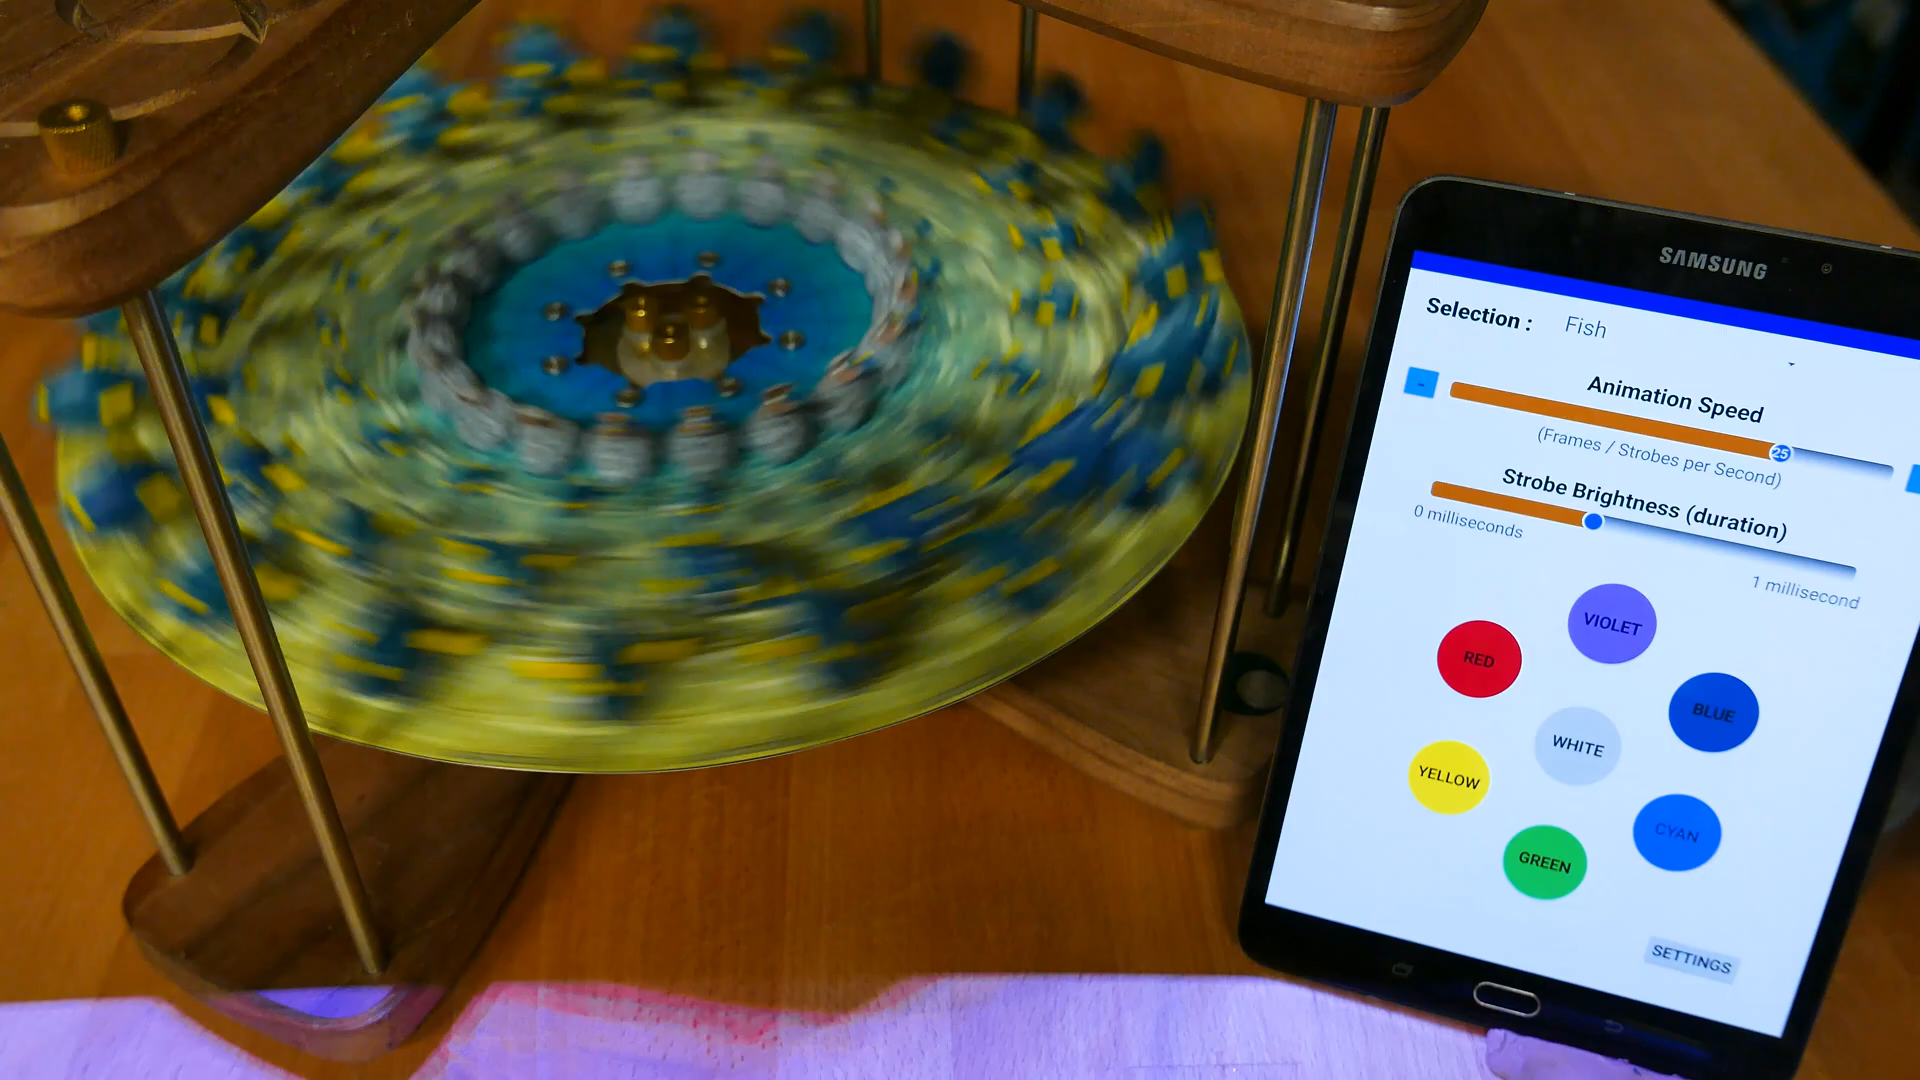 SAMSUNG
Selection : Fish
Animation Speed
-
25
(Frames / Strobes per Second)
Strobe Brightness (duration)
0 milliseconds
1 millisecond
VIOLET
RED
BLUE
WHITE
YELLOW
CYAN
GREEN
SETTINGS